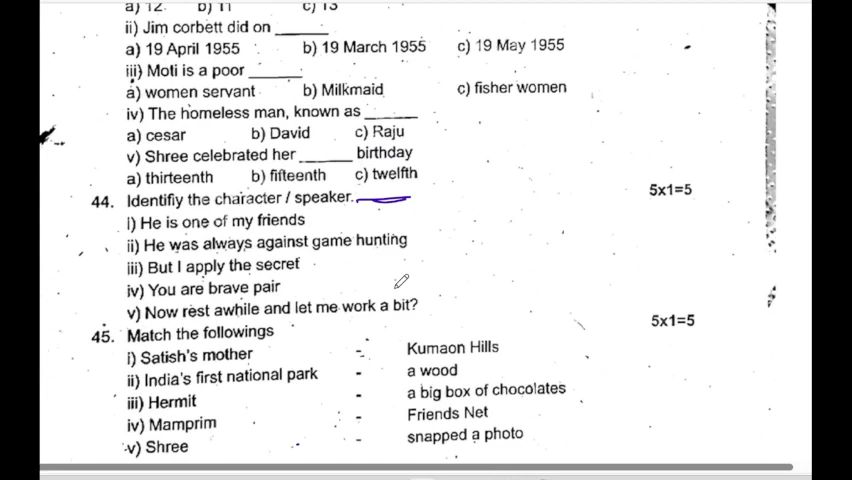 a) 12 b) 11 c) 13
ii) Jim corbett did on ______
a) 19 April 1955 b) 19 March 1955 c) 19 May 1955
iii) Moti is a poor ______
a) women servant b) Milkmaid c) fisher women
iv) The homeless man, known as ______
a) cesar b) David c) Raju
v) Shree celebrated her ______ birthday
a) thirteenth b) fifteenth c) twelfth
44. Identifiy the character / speaker. 5x1=5
i) He is one of my friends
ii) He was always against game hunting
iii) But I apply the secret
iv) You are brave pair
v) Now rest awhile and let me work a bit?
45. Match the followings 5x1=5
i) Satish's mother - Kumaon Hills
ii) India's first national park - a wood
iii) Hermit - a big box of chocolates
iv) Mamprim - Friends Net
v) Shree - snapped a photo